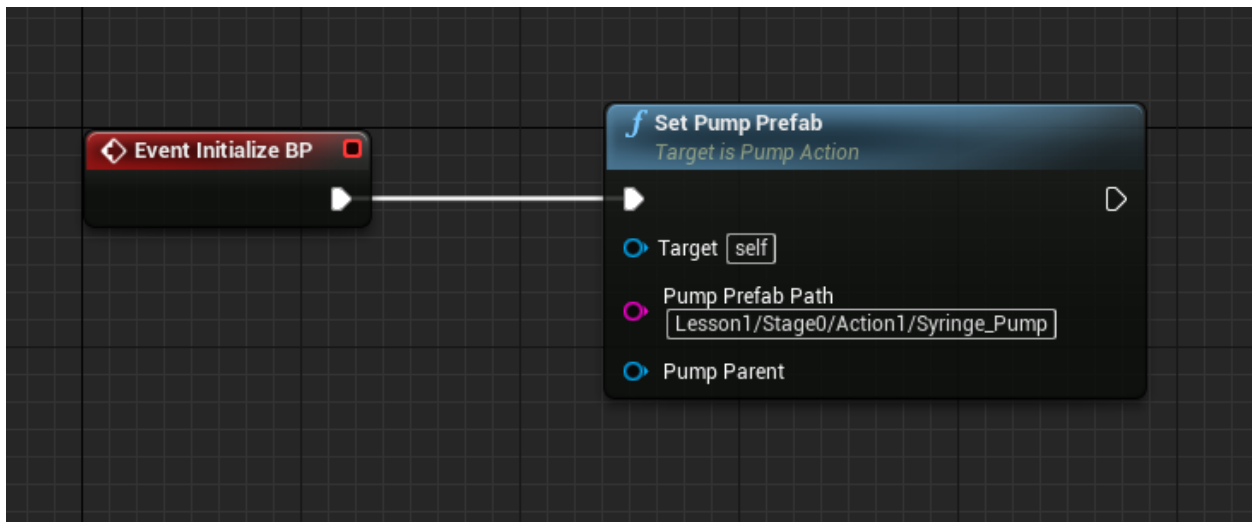 Event Initialize BP
Set Pump Prefab
Target is Pump Action
Target self
Pump Prefab Path
Lesson1/Stage0/Action1/Syringe_Pump
Pump Parent